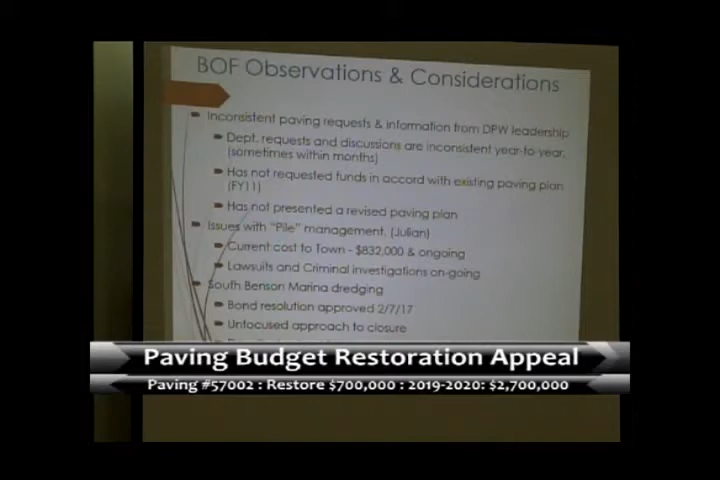 BOF Observations & Considerations
Inconsistent paving requests & information from DPW leadership
Dept. requests and discussions are inconsistent year-to-year.
(sometimes within months)
Has not requested funds in accord with existing paving plan
(FY11)
Has not presented a revised paving plan
Issues with "Pile" management. (Julian)
Current cost to Town - $832,000 & ongoing
Lawsuits and Criminal investigations on-going
South Benson Marina dredging
Bond resolution approved 2/7/17
Unfocused approach to closure
Paving Budget Restoration Appeal
Paving #57002 : Restore $700,000 : 2019-2020: $2,700,000